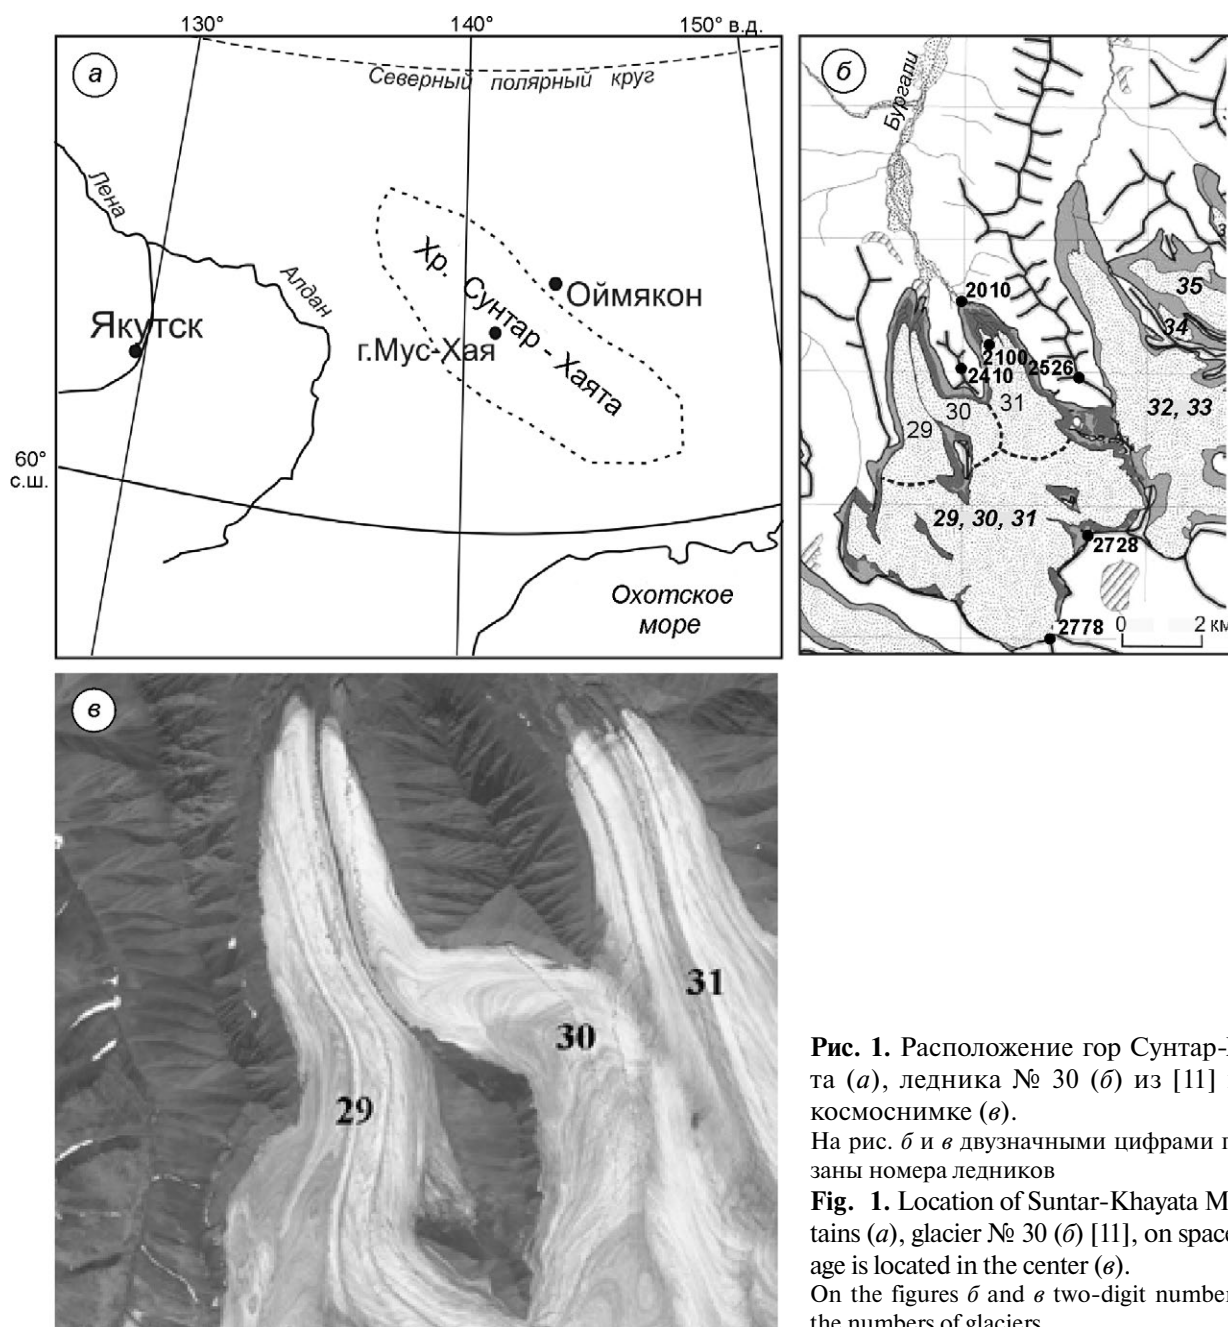 130°
140°
150° в.д.
а
Северный полярный круг
Лена
Алдан
Якутск
Хр. Сунтар - Хаята
Оймякон
г.Мус-Хая
60°
с.ш.
Охотское
море
б
Бургали
2010
2100
2410
2526
35
34
32, 33
29
30
31
29, 30, 31
2728
2778
0 2 км
в
29
30
31
Рис. 1. Расположение гор Сунтар-
та (а), ледника № 30 (б) из [11]
космоснимке (в).
На рис. б и в двузначными цифрами
заны номера ледников
Fig. 1. Location of Suntar-Khayata M
tains (а), glacier № 30 (б) [11], on space
age is located in the center (в).
On the figures б and в two-digit number
the numbers of glaciers